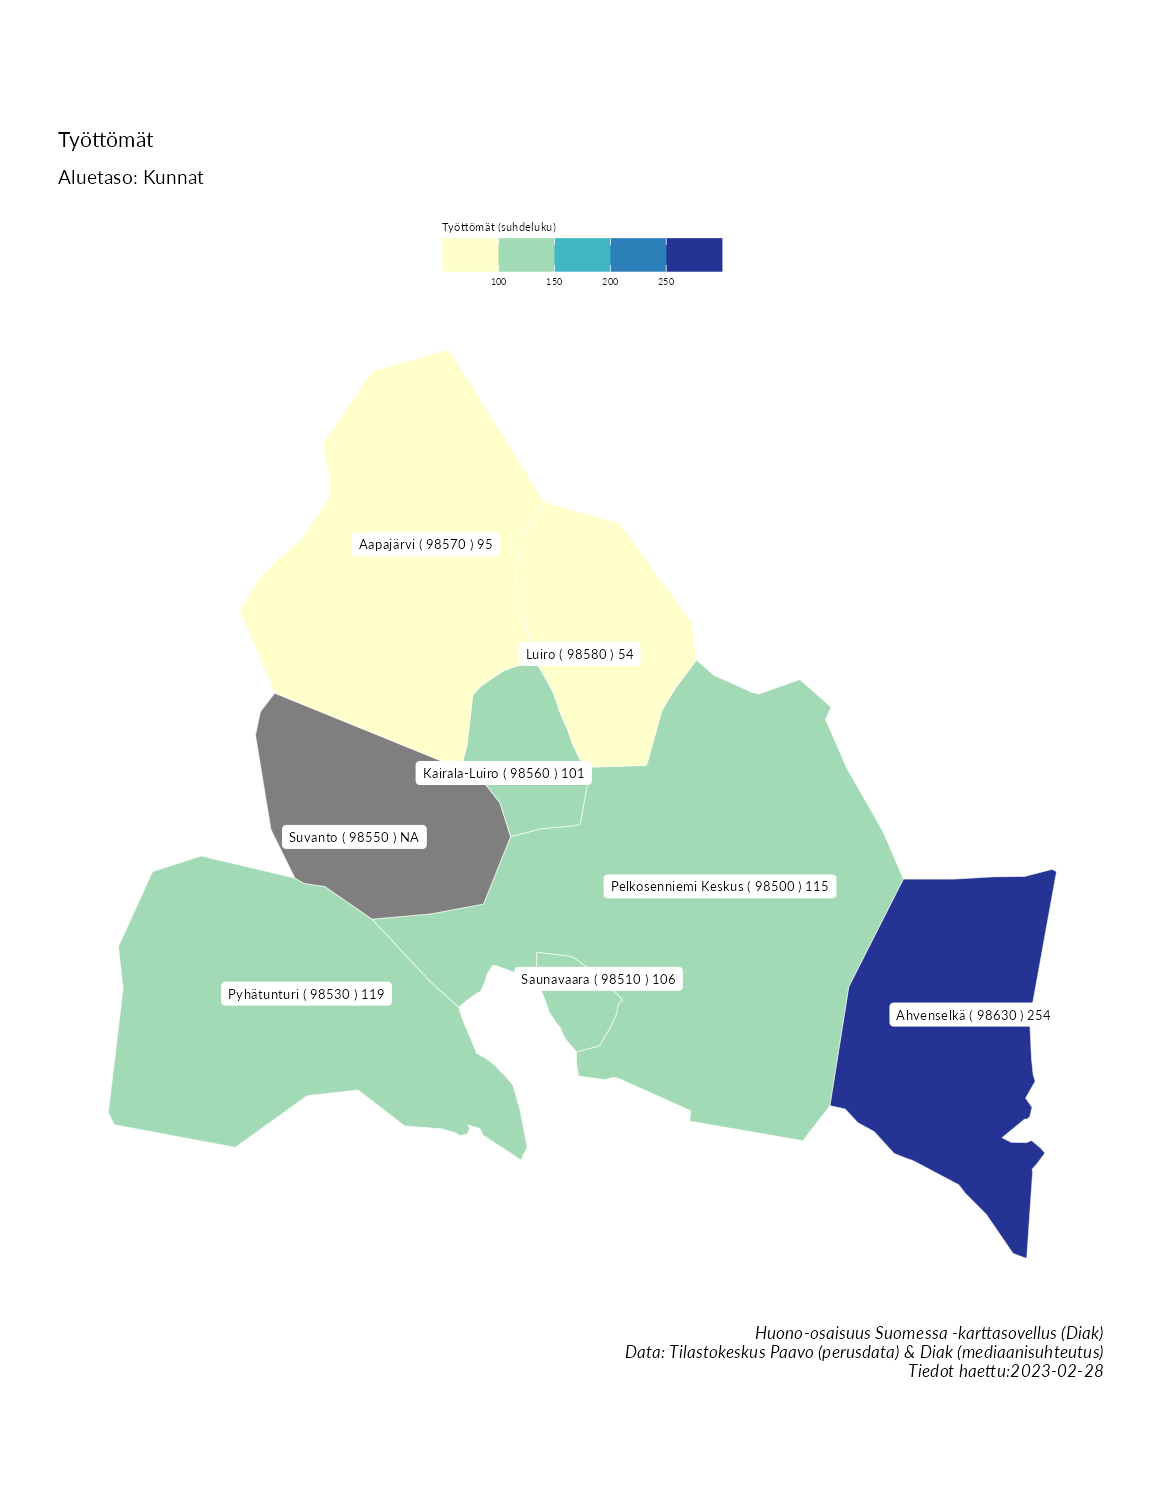 Työttömät
Aluetaso: Kunnat
Työttömät (suhdeluku)
100 150 200 250
Aapajärvi ( 98570 ) 95
Luiro ( 98580 ) 54
Kairala-Luiro ( 98560 ) 101
Suvanto ( 98550 ) NA
Pelkosenniemi Keskus ( 98500 ) 115
Saunavaara ( 98510 ) 106
Pyhätunturi ( 98530 ) 119
Ahvenselkä ( 98630 ) 254
Huono-osaisuus Suomessa -karttasovellus (Diak)
Data: Tilastokeskus Paavo (perusdata) & Diak (mediaanisuhteutus)
Tiedot haettu:2023-02-28